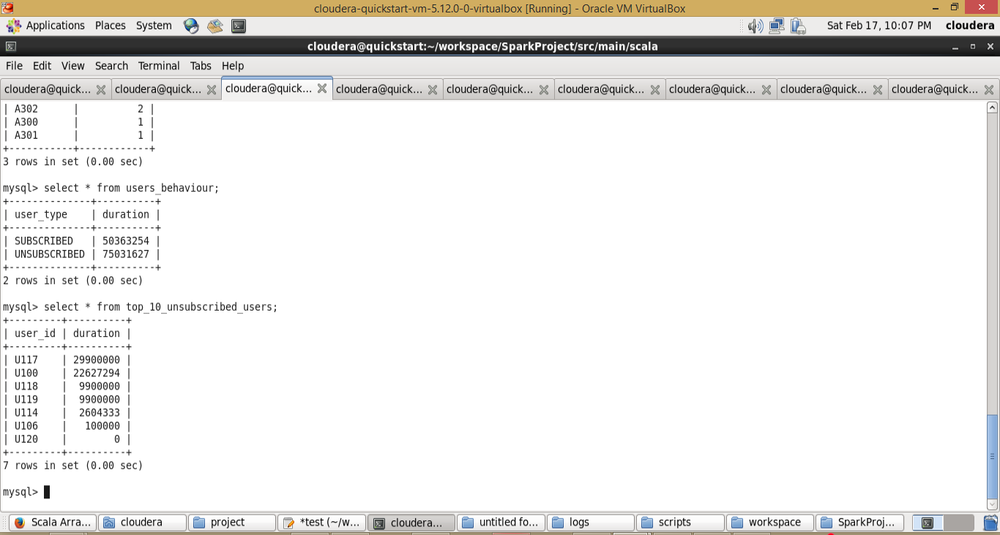 cloudera-quickstart-vm-5.12.0-0-virtualbox [Running] - Oracle VM VirtualBox
Applications Places System Sat Feb 17, 10:07 PM cloudera
cloudera@quickstart:~/workspace/SparkProject/src/main/scala
File Edit View Search Terminal Tabs Help
cloudera@quick... cloudera@quick... cloudera@quick... cloudera@quick... cloudera@quick... cloudera@quick... cloudera@quick... cloudera@quick... cloudera@quick...
| A302      |          2 |
| A300      |          1 |
| A301      |          1 |
+-----------+------------+
3 rows in set (0.00 sec)
mysql> select * from users_behaviour;
+--------------+----------+
| user_type    | duration |
+--------------+----------+
| SUBSCRIBED   | 50363254 |
| UNSUBSCRIBED | 75031627 |
+--------------+----------+
2 rows in set (0.00 sec)
mysql> select * from top_10_unsubscribed_users;
+---------+----------+
| user_id | duration |
+---------+----------+
| U117    | 29900000 |
| U100    | 22627294 |
| U118    |  9900000 |
| U119    |  9900000 |
| U114    |  2604333 |
| U106    |   100000 |
| U120    |        0 |
+---------+----------+
7 rows in set (0.00 sec)
mysql>
Scala Arra... cloudera project *test (~/w... cloudera... untitled fo... logs scripts workspace SparkProj...